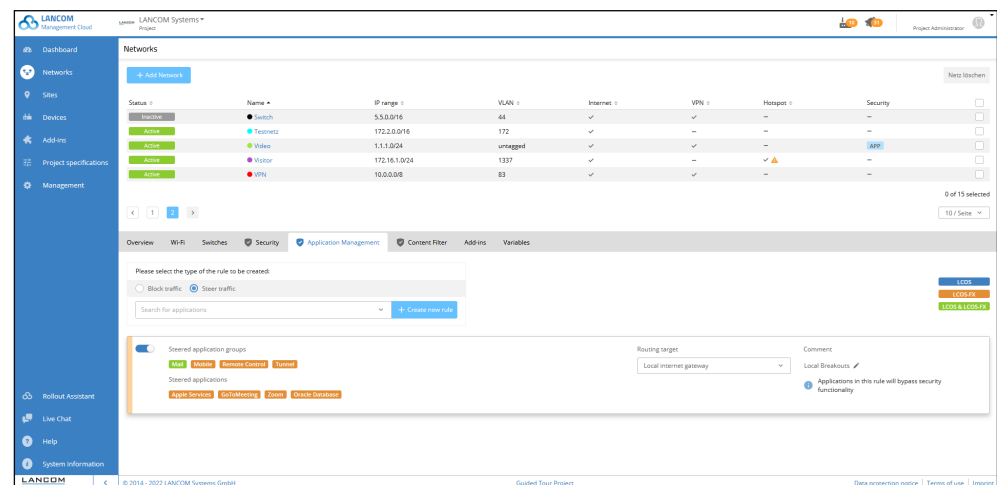 LANCOM
Management Cloud
LANCOM LANCOM Systems
Project
Project Administrator
Dashboard
Networks
Sites
Devices
Add-ins
Project specifications
Management
Rollout Assistant
Live Chat
Help
System Information
LANCOM
Networks
+ Add Network
Netz löschen
Status Name IP range VLAN Internet VPN Hotspot Security
Inactive Switch 5.5.0.0/16 44 ✓ ✓ – –
Active Testnetz 172.2.0.0/16 172 ✓ ✓ – –
Active Video 1.1.1.0/24 untagged ✓ ✓ – APP
Active Visitor 172.16.1.0/24 1337 ✓ – ✓ –
Active VPN 10.0.0.0/8 83 ✓ ✓ – –
0 of 15 selected
< 1 2 >
10 / Seite
Overview Wi-Fi Switches Security Application Management Content Filter Add-ins Variables
Please select the type of the rule to be created:
Block traffic Steer traffic
Search for applications
+ Create new rule
LCOS
LCOS FX
LCOS & LCOS FX
Steered application groups
Mail Mobile Remote Control Tunnel
Steered applications
Apple Services GoToMeeting Zoom Oracle Database
Routing target
Local internet gateway
Comment
Local Breakouts
Applications in this rule will bypass security
functionality
© 2014 - 2022 LANCOM Systems GmbH
Guided Tour Project
Data protection notice | Terms of use | Imprint